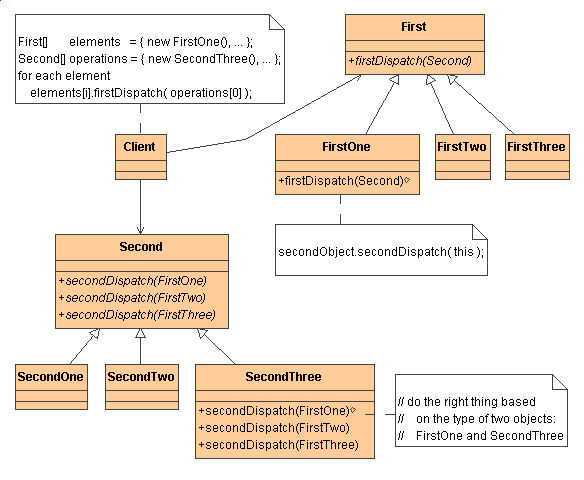 First[] elements = { new FirstOne(), ... };
Second[] operations = { new SecondThree(), ... };
for each element
elements[i].firstDispatch( operations[0] );
First
+firstDispatch(Second)
Client
FirstOne
+firstDispatch(Second)
FirstTwo
FirstThree
secondObject.secondDispatch( this );
Second
+secondDispatch(FirstOne)
+secondDispatch(FirstTwo)
+secondDispatch(FirstThree)
SecondOne
SecondTwo
SecondThree
+secondDispatch(FirstOne)
+secondDispatch(FirstTwo)
+secondDispatch(FirstThree)
// do the right thing based
// on the type of two objects:
// FirstOne and SecondThree